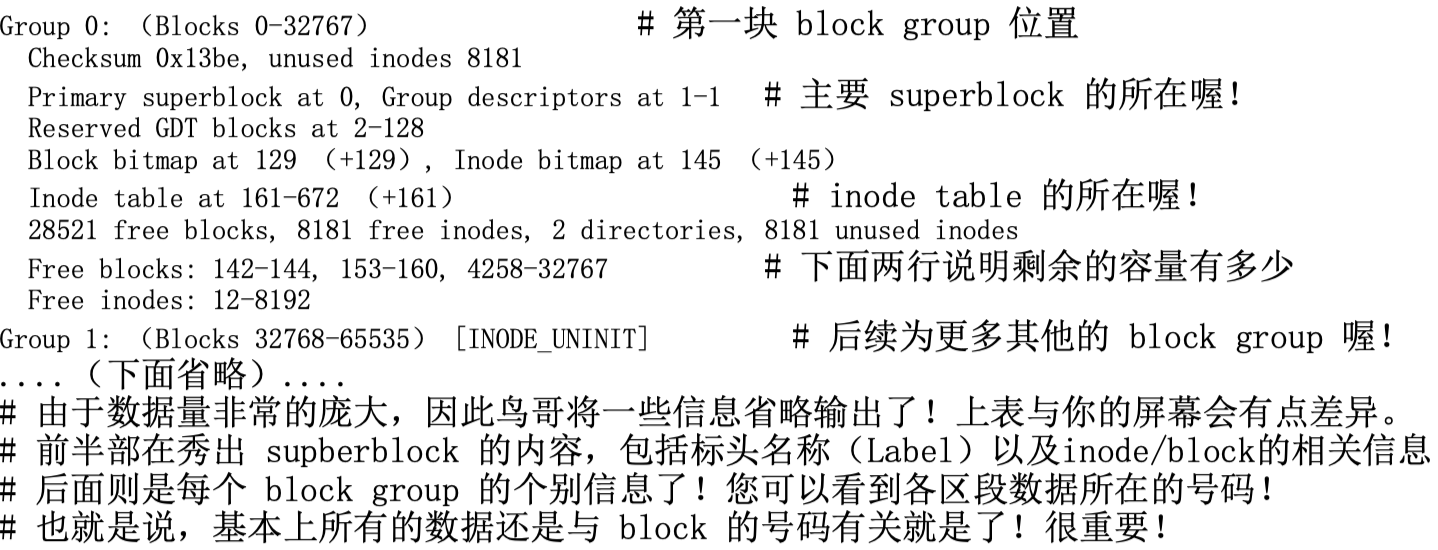 Group 0: （Blocks 0-32767） # 第一块 block group 位置
Checksum 0x13be, unused inodes 8181
Primary superblock at 0, Group descriptors at 1-1 # 主要 superblock 的所在喔！
Reserved GDT blocks at 2-128
Block bitmap at 129 （+129）, Inode bitmap at 145 （+145）
Inode table at 161-672 （+161） # inode table 的所在喔！
28521 free blocks, 8181 free inodes, 2 directories, 8181 unused inodes
Free blocks: 142-144, 153-160, 4258-32767 # 下面两行说明剩余的容量有多少
Free inodes: 12-8192
Group 1: （Blocks 32768-65535） [INODE_UNINIT] # 后续为更多其他的 block group 喔！
....（下面省略）....
# 由于数据量非常的庞大，因此鸟哥将一些信息省略输出了！上表与你的屏幕会有点差异。
# 前半部在秀出 supberblock 的内容，包括标头名称（Label）以及inode/block的相关信息
# 后面则是每个 block group 的个别信息了！您可以看到各区段数据所在的号码！
# 也就是说，基本上所有的数据还是与 block 的号码有关就是了！很重要！